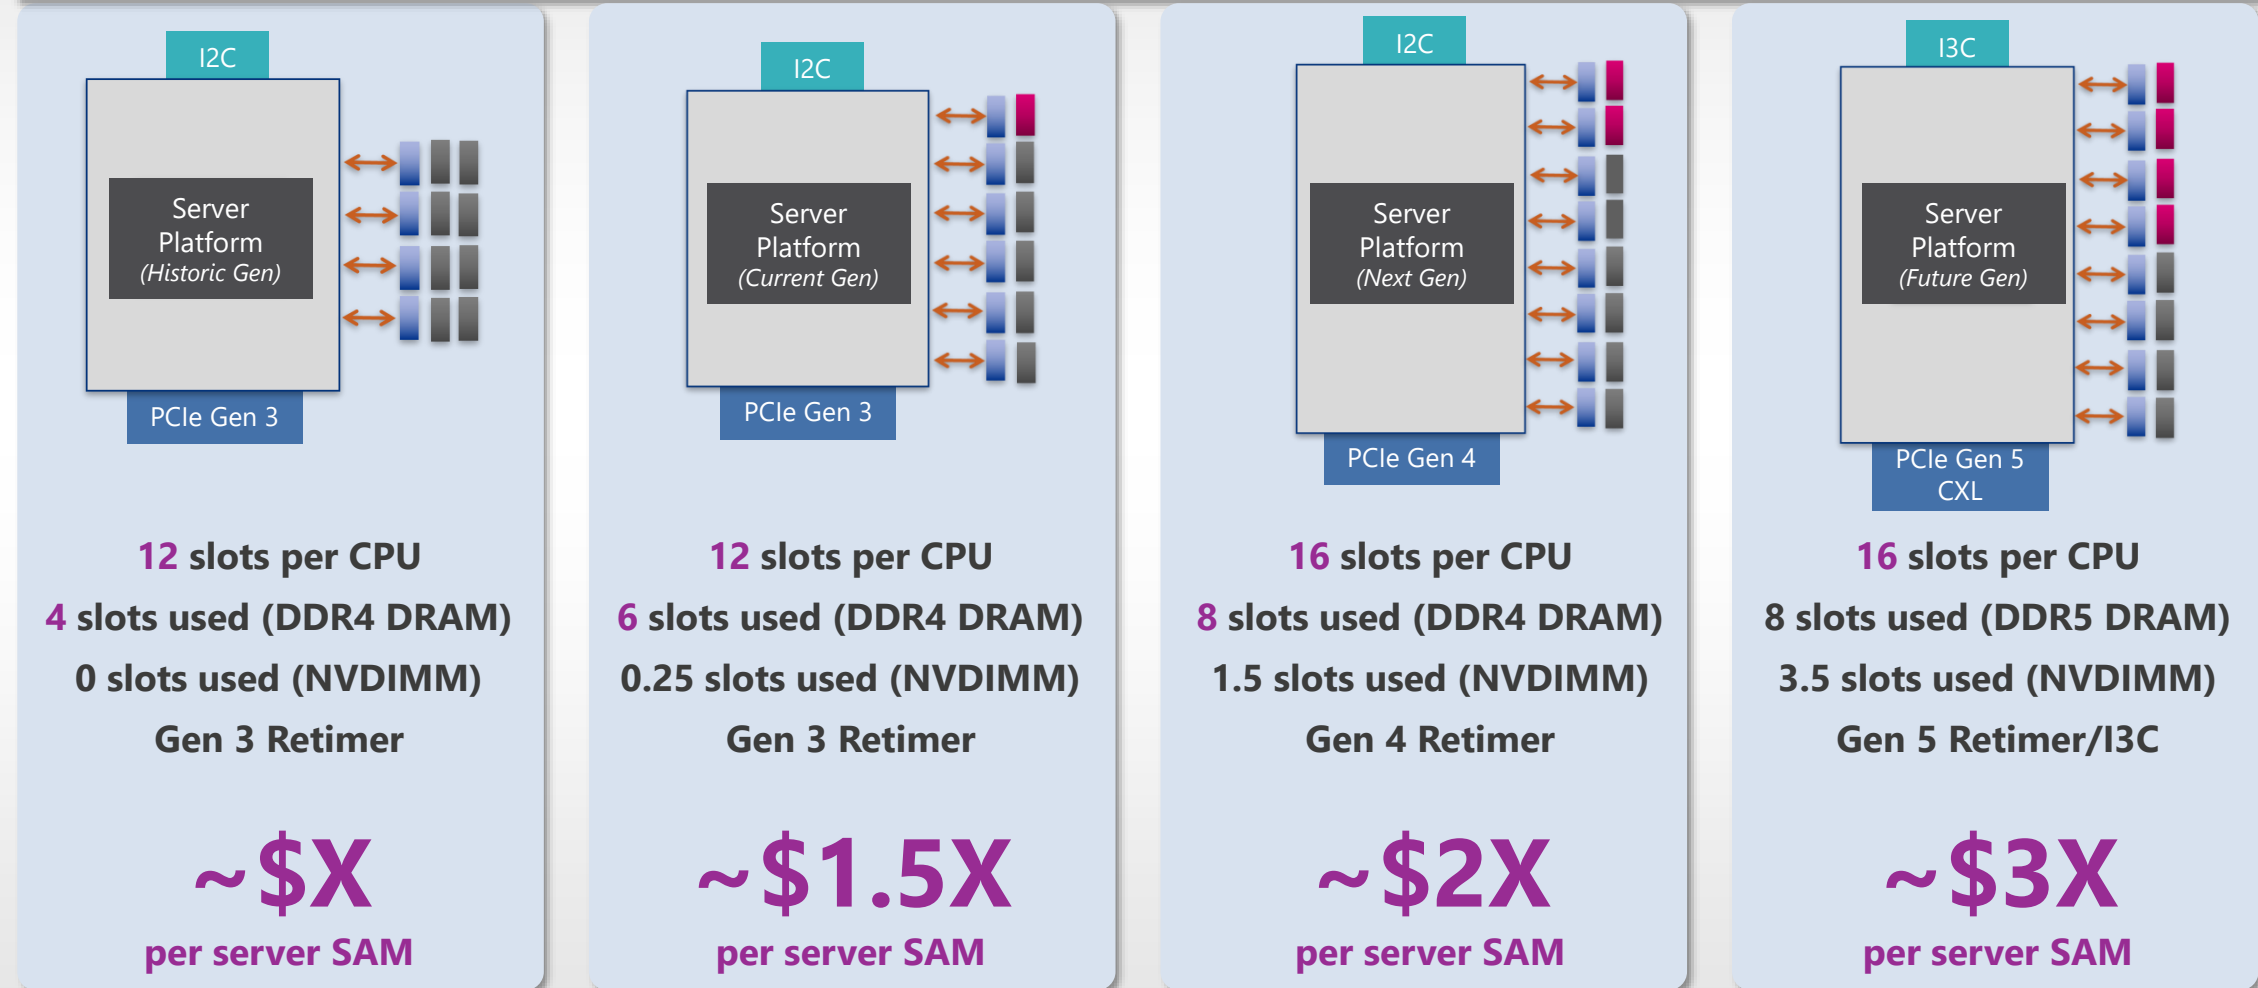 I2C
Server
Platform
(Historic Gen)
PCIe Gen 3
12 slots per CPU
4 slots used (DDR4 DRAM)
0 slots used (NVDIMM)
Gen 3 Retimer
~$X
per server SAM
I2C
Server
Platform
(Current Gen)
PCIe Gen 3
12 slots per CPU
6 slots used (DDR4 DRAM)
0.25 slots used (NVDIMM)
Gen 3 Retimer
~$1.5X
per server SAM
I2C
Server
Platform
(Next Gen)
PCIe Gen 4
16 slots per CPU
8 slots used (DDR4 DRAM)
1.5 slots used (NVDIMM)
Gen 4 Retimer
~$2X
per server SAM
I3C
Server
Platform
(Future Gen)
PCIe Gen 5
CXL
16 slots per CPU
8 slots used (DDR5 DRAM)
3.5 slots used (NVDIMM)
Gen 5 Retimer/I3C
~$3X
per server SAM